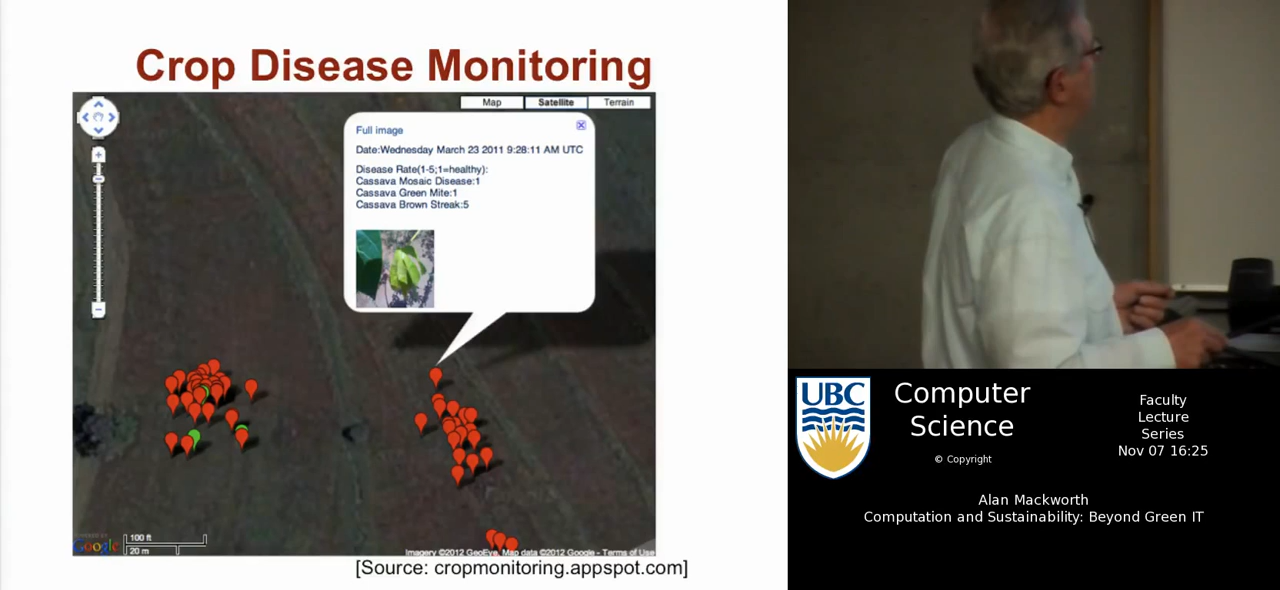 Crop Disease Monitoring
Map
Satellite
Terrain
Full image
Date:Wednesday March 23 2011 9:28:11 AM UTC
Disease Rate(1-5;1=healthy):
Cassava Mosaic Disease:1
Cassava Green Mite:1
Cassava Brown Streak:5
POWERED BY
Google
100 ft
20 m
Imagery ©2012 GeoEye, Map data ©2012 Google - Terms of Use
[Source: cropmonitoring.appspot.com]
UBC
Computer
Science
© Copyright
Faculty
Lecture
Series
Nov 07 16:25
Alan Mackworth
Computation and Sustainability: Beyond Green IT